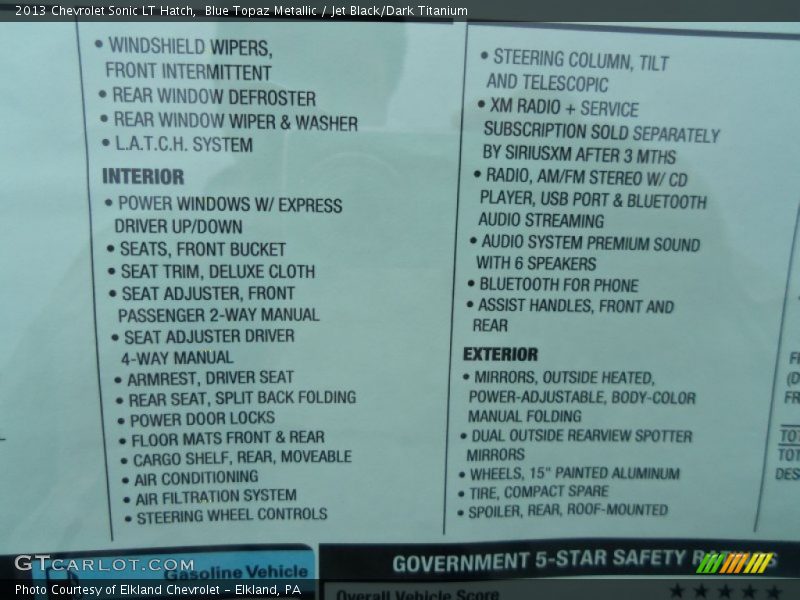 2013 Chevrolet Sonic LT Hatch,  Blue Topaz Metallic / Jet Black/Dark Titanium
• WINDSHIELD WIPERS,
FRONT INTERMITTENT
• REAR WINDOW DEFROSTER
• REAR WINDOW WIPER & WASHER
• L.A.T.C.H. SYSTEM
INTERIOR
• POWER WINDOWS W/ EXPRESS
DRIVER UP/DOWN
• SEATS, FRONT BUCKET
• SEAT TRIM, DELUXE CLOTH
• SEAT ADJUSTER, FRONT
PASSENGER 2-WAY MANUAL
• SEAT ADJUSTER DRIVER
4-WAY MANUAL
• ARMREST, DRIVER SEAT
• REAR SEAT, SPLIT BACK FOLDING
• POWER DOOR LOCKS
• FLOOR MATS FRONT & REAR
• CARGO SHELF, REAR, MOVEABLE
• AIR CONDITIONING
• AIR FILTRATION SYSTEM
• STEERING WHEEL CONTROLS
• STEERING COLUMN, TILT
AND TELESCOPIC
• XM RADIO + SERVICE
SUBSCRIPTION SOLD SEPARATELY
BY SIRIUSXM AFTER 3 MTHS
• RADIO, AM/FM STEREO W/ CD
PLAYER, USB PORT & BLUETOOTH
AUDIO STREAMING
• AUDIO SYSTEM PREMIUM SOUND
WITH 6 SPEAKERS
• BLUETOOTH FOR PHONE
• ASSIST HANDLES, FRONT AND
REAR
EXTERIOR
• MIRRORS, OUTSIDE HEATED,
POWER-ADJUSTABLE, BODY-COLOR
MANUAL FOLDING
• DUAL OUTSIDE REARVIEW SPOTTER
MIRRORS
• WHEELS, 15" PAINTED ALUMINUM
• TIRE, COMPACT SPARE
• SPOILER, REAR, ROOF-MOUNTED
GTCARLOT.COM
Gasoline Vehicle
GOVERNMENT 5-STAR SAFETY RATINGS
Overall Vehicle Score
Photo Courtesy of Elkland Chevrolet - Elkland, PA